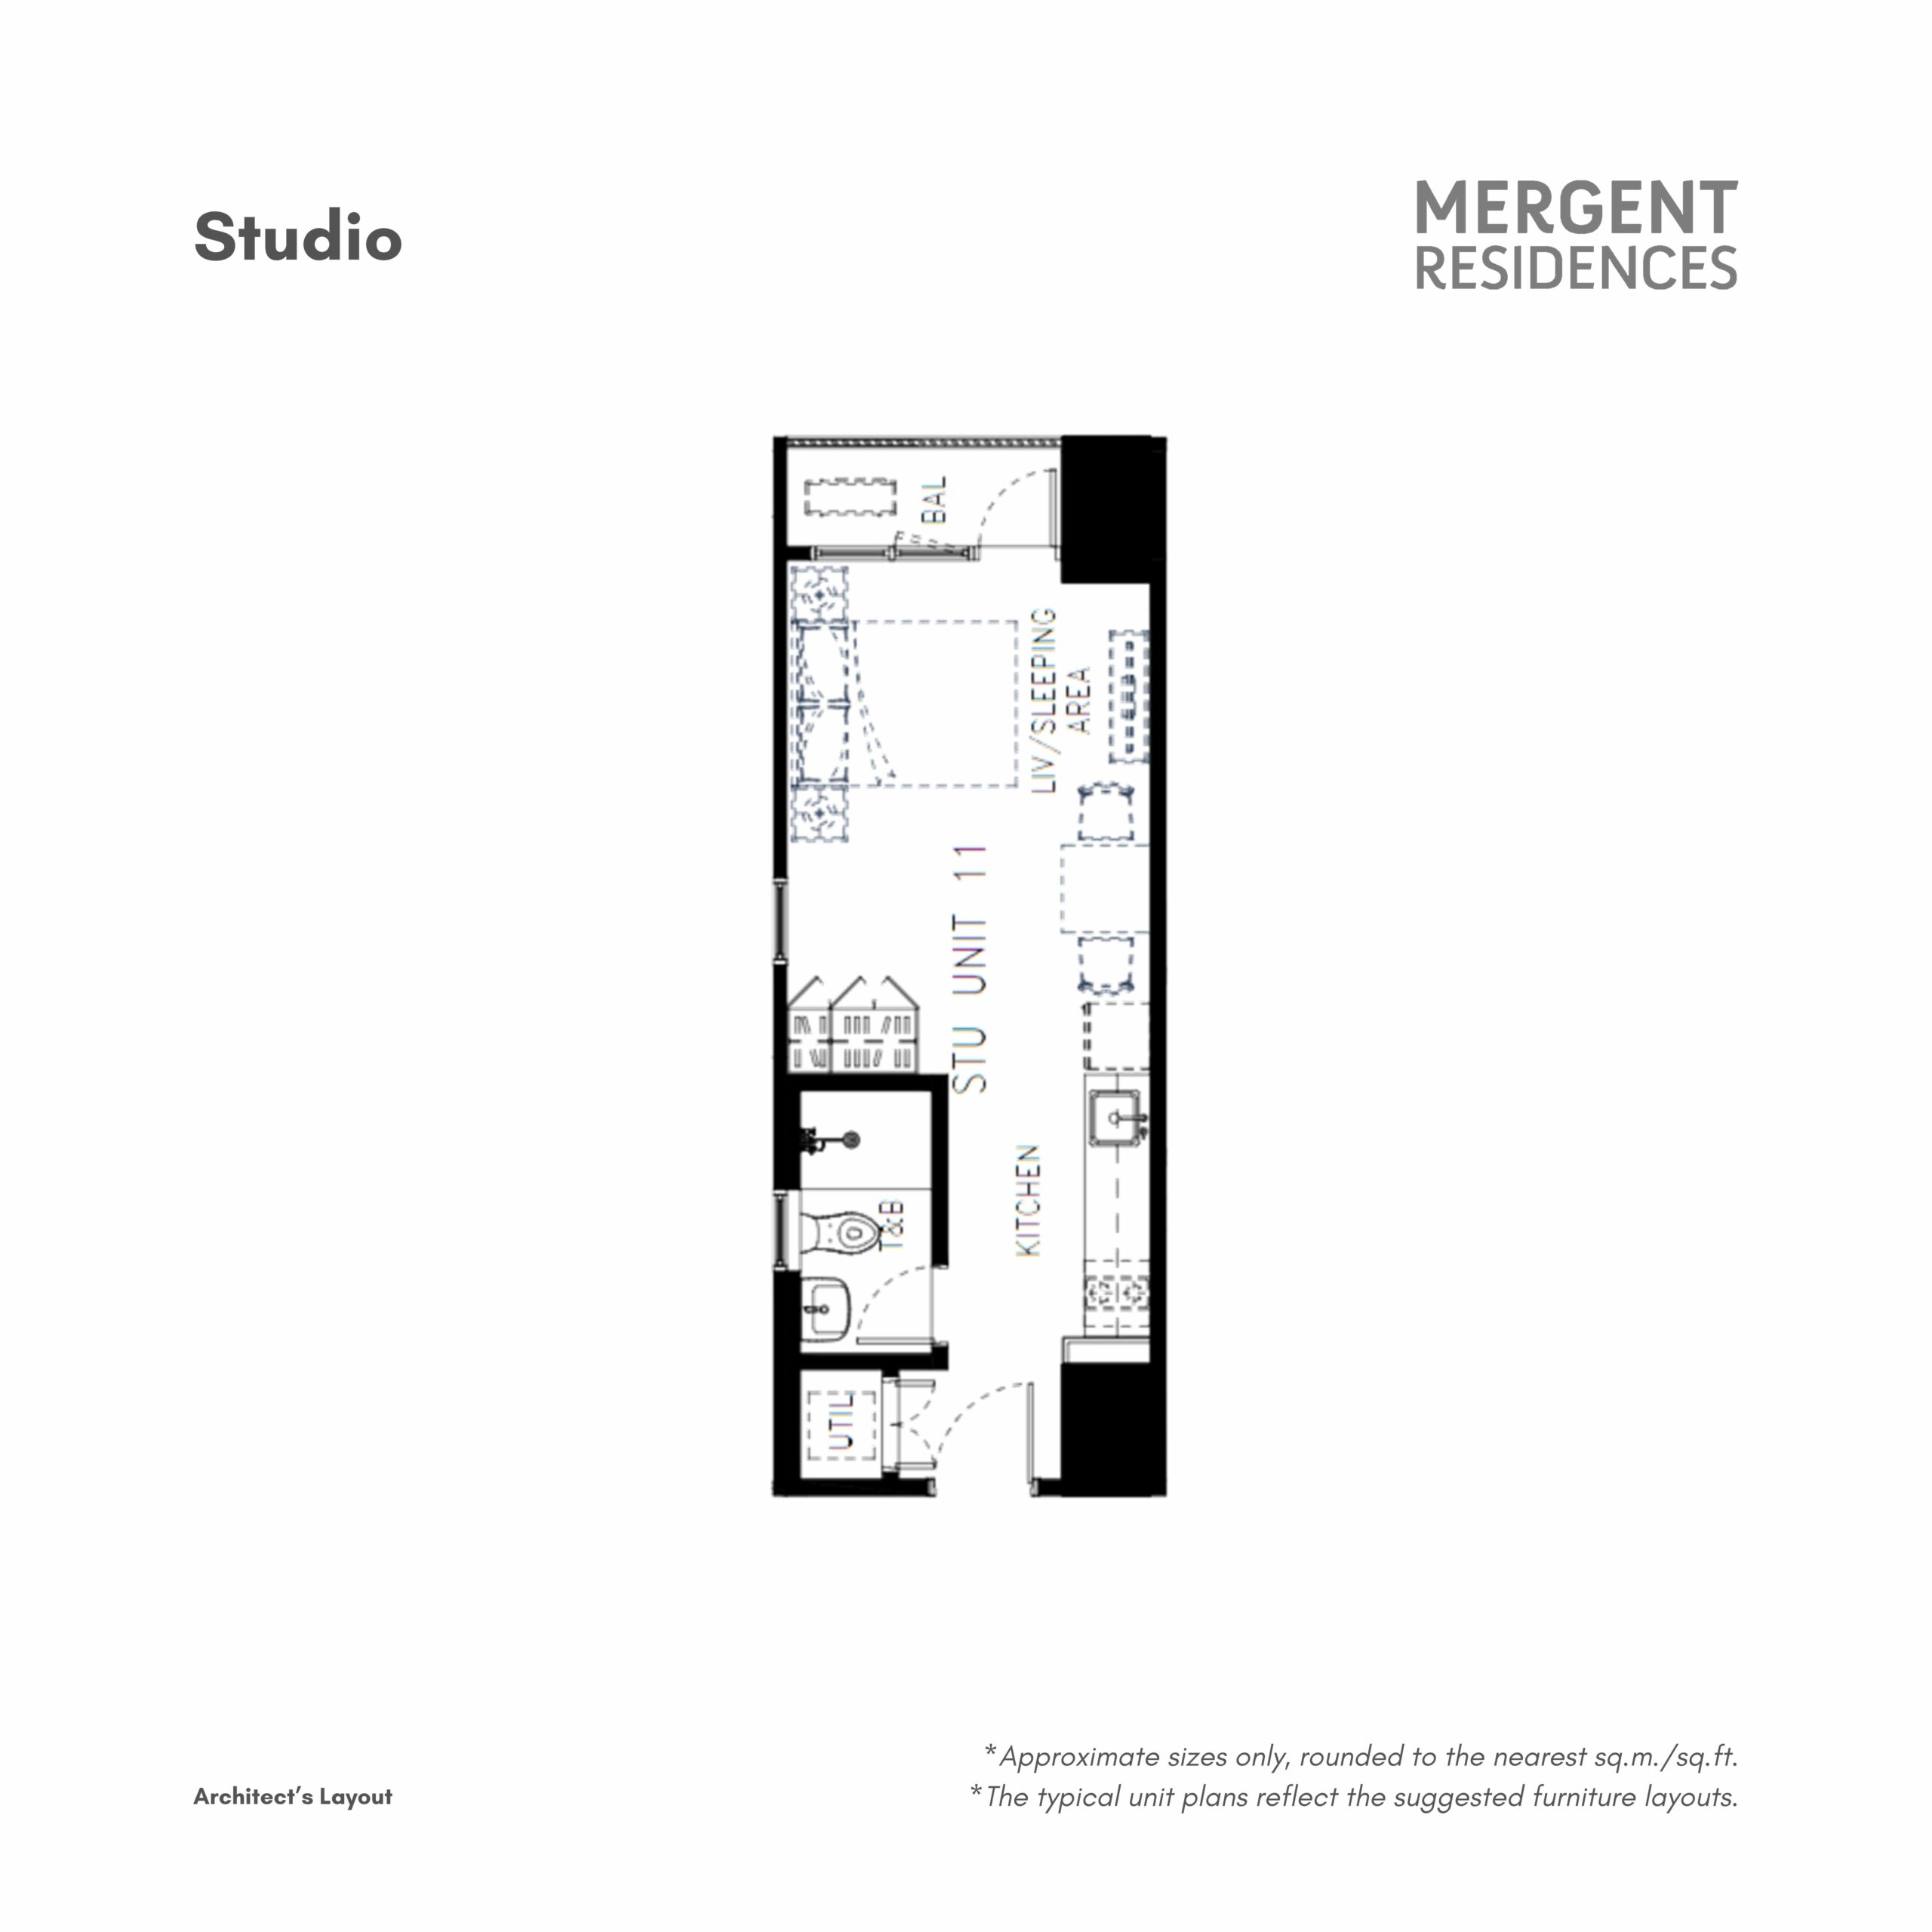 Studio
MERGENT
RESIDENCES
BAL
LIV/SLEEPING
AREA
STU UNIT 11
KITCHEN
T&B
UTIL
Architect’s Layout
*Approximate sizes only, rounded to the nearest sq.m./sq.ft.
*The typical unit plans reflect the suggested furniture layouts.